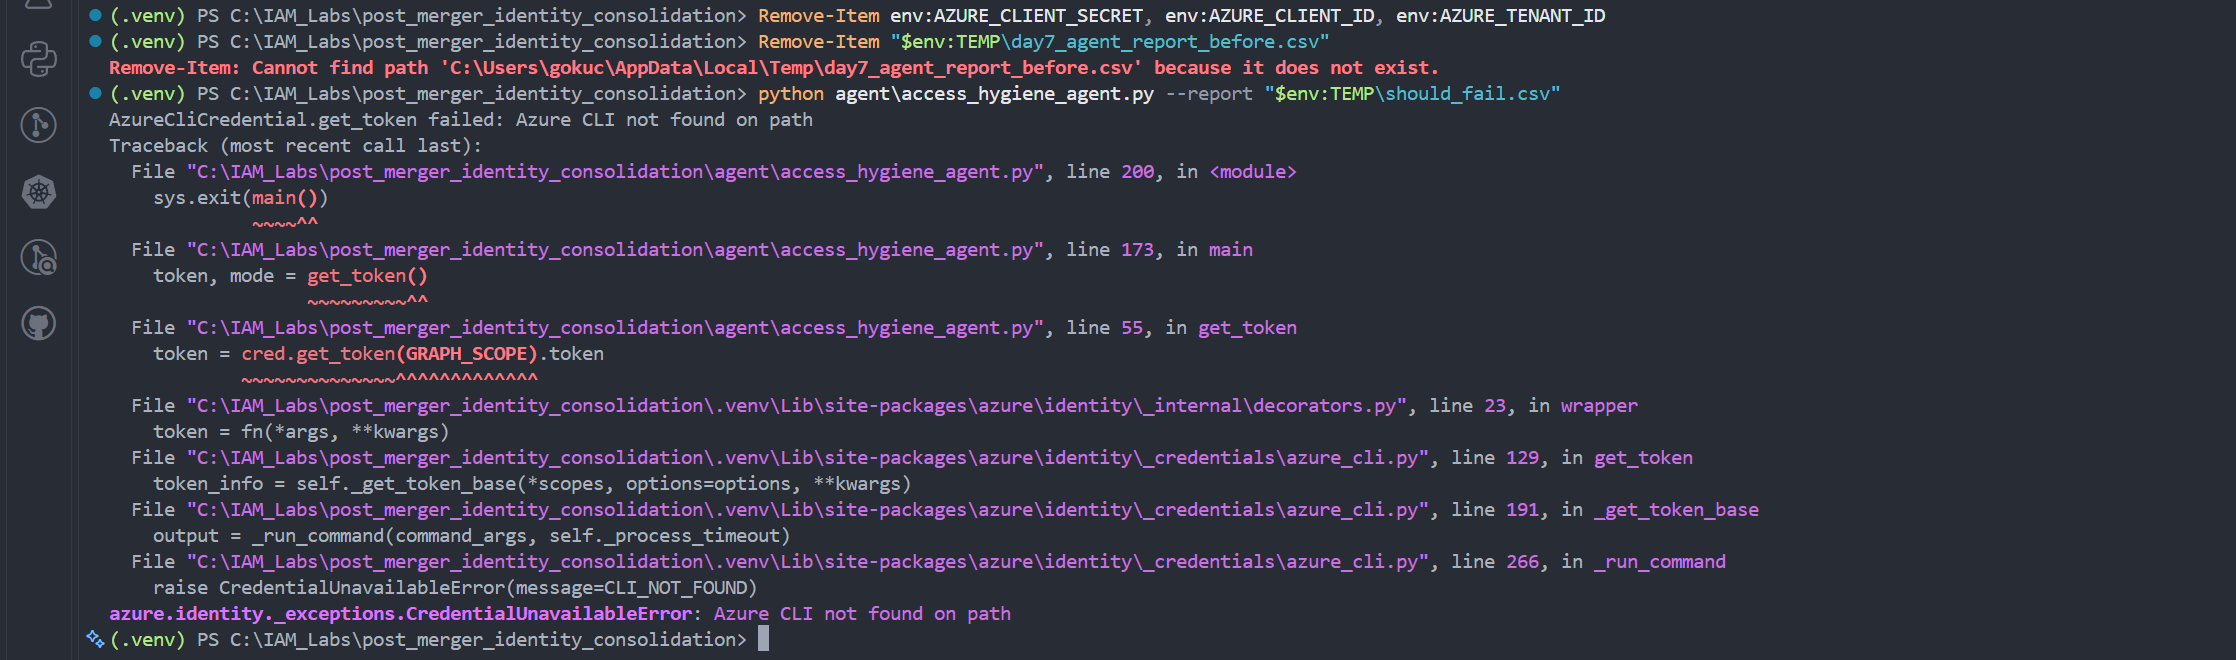 (.venv) PS C:\IAM_Labs\post_merger_identity_consolidation> Remove-Item env:AZURE_CLIENT_SECRET, env:AZURE_CLIENT_ID, env:AZURE_TENANT_ID
(.venv) PS C:\IAM_Labs\post_merger_identity_consolidation> Remove-Item "$env:TEMP\day7_agent_report_before.csv"
Remove-Item: Cannot find path 'C:\Users\gokuc\AppData\Local\Temp\day7_agent_report_before.csv' because it does not exist.
(.venv) PS C:\IAM_Labs\post_merger_identity_consolidation> python agent\access_hygiene_agent.py --report "$env:TEMP\should_fail.csv"
AzureCliCredential.get_token failed: Azure CLI not found on path
Traceback (most recent call last):
  File "C:\IAM_Labs\post_merger_identity_consolidation\agent\access_hygiene_agent.py", line 200, in <module>
    sys.exit(main())
             ~~~~^^
  File "C:\IAM_Labs\post_merger_identity_consolidation\agent\access_hygiene_agent.py", line 173, in main
    token, mode = get_token()
                  ~~~~~~~~~^^
  File "C:\IAM_Labs\post_merger_identity_consolidation\agent\access_hygiene_agent.py", line 55, in get_token
    token = cred.get_token(GRAPH_SCOPE).token
            ~~~~~~~~~~~~~~^^^^^^^^^^^^^
  File "C:\IAM_Labs\post_merger_identity_consolidation\.venv\Lib\site-packages\azure\identity\_internal\decorators.py", line 23, in wrapper
    token = fn(*args, **kwargs)
  File "C:\IAM_Labs\post_merger_identity_consolidation\.venv\Lib\site-packages\azure\identity\_credentials\azure_cli.py", line 129, in get_token
    token_info = self._get_token_base(*scopes, options=options, **kwargs)
  File "C:\IAM_Labs\post_merger_identity_consolidation\.venv\Lib\site-packages\azure\identity\_credentials\azure_cli.py", line 191, in _get_token_base
    output = _run_command(command_args, self._process_timeout)
  File "C:\IAM_Labs\post_merger_identity_consolidation\.venv\Lib\site-packages\azure\identity\_credentials\azure_cli.py", line 266, in _run_command
    raise CredentialUnavailableError(message=CLI_NOT_FOUND)
azure.identity._exceptions.CredentialUnavailableError: Azure CLI not found on path
(.venv) PS C:\IAM_Labs\post_merger_identity_consolidation>